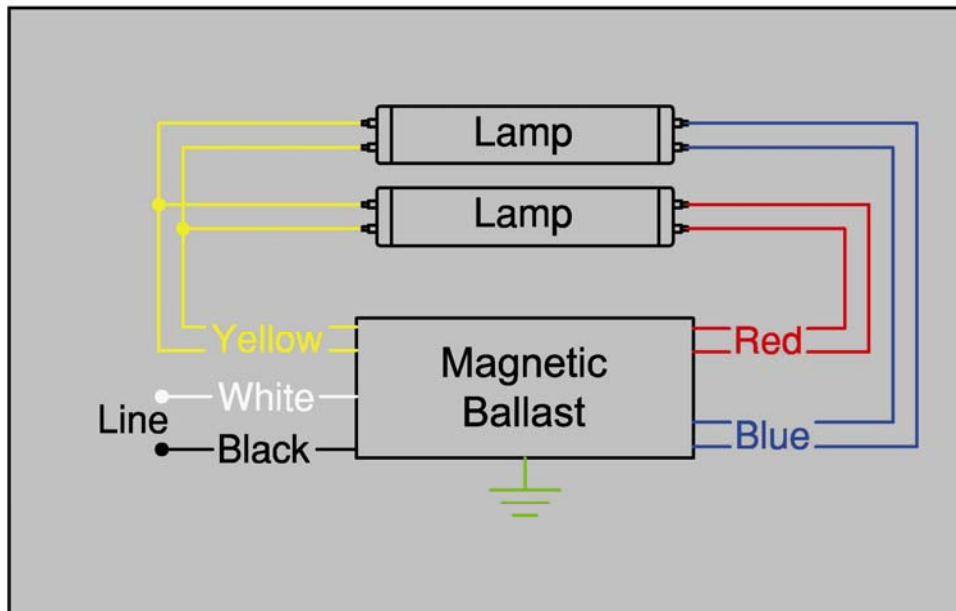 Lamp
Lamp
Yellow
Magnetic
Ballast
Red
White
Line
Black
Blue